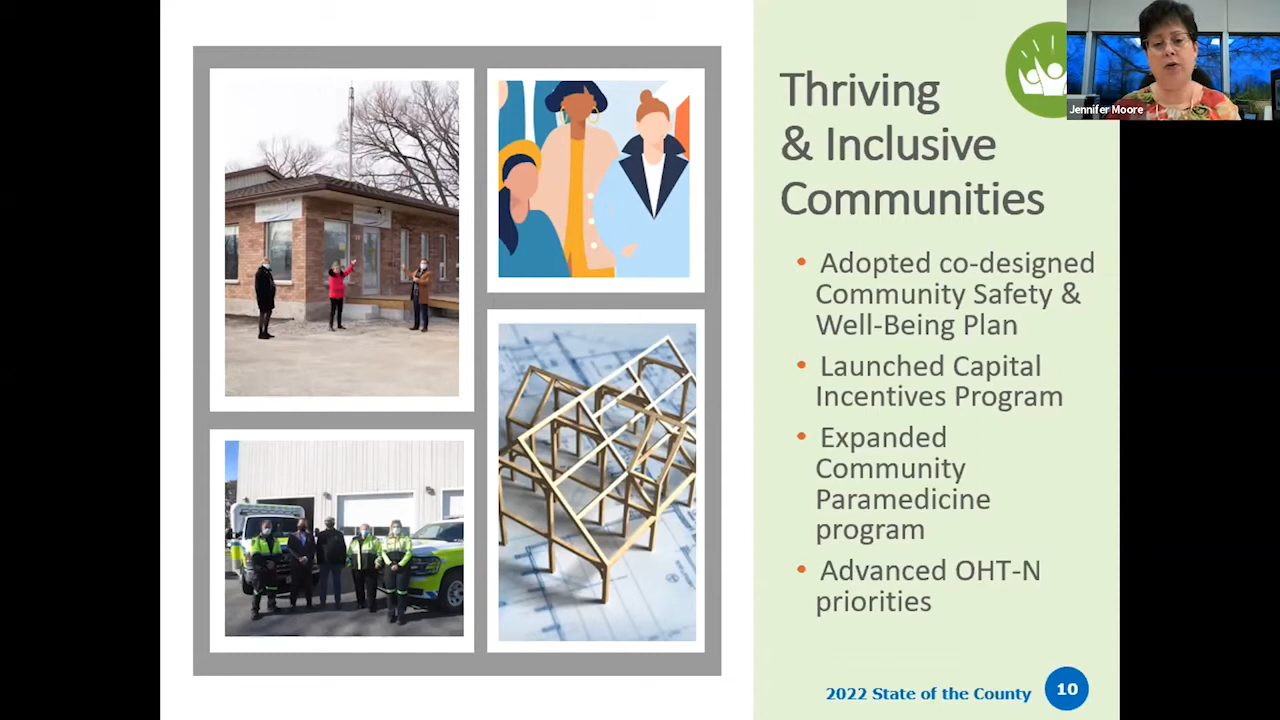 Thriving
& Inclusive
Communities
• Adopted co-designed
Community Safety &
Well-Being Plan
• Launched Capital
Incentives Program
• Expanded
Community
Paramedicine
program
• Advanced OHT-N
priorities
2022 State of the County
10
Jennifer Moore